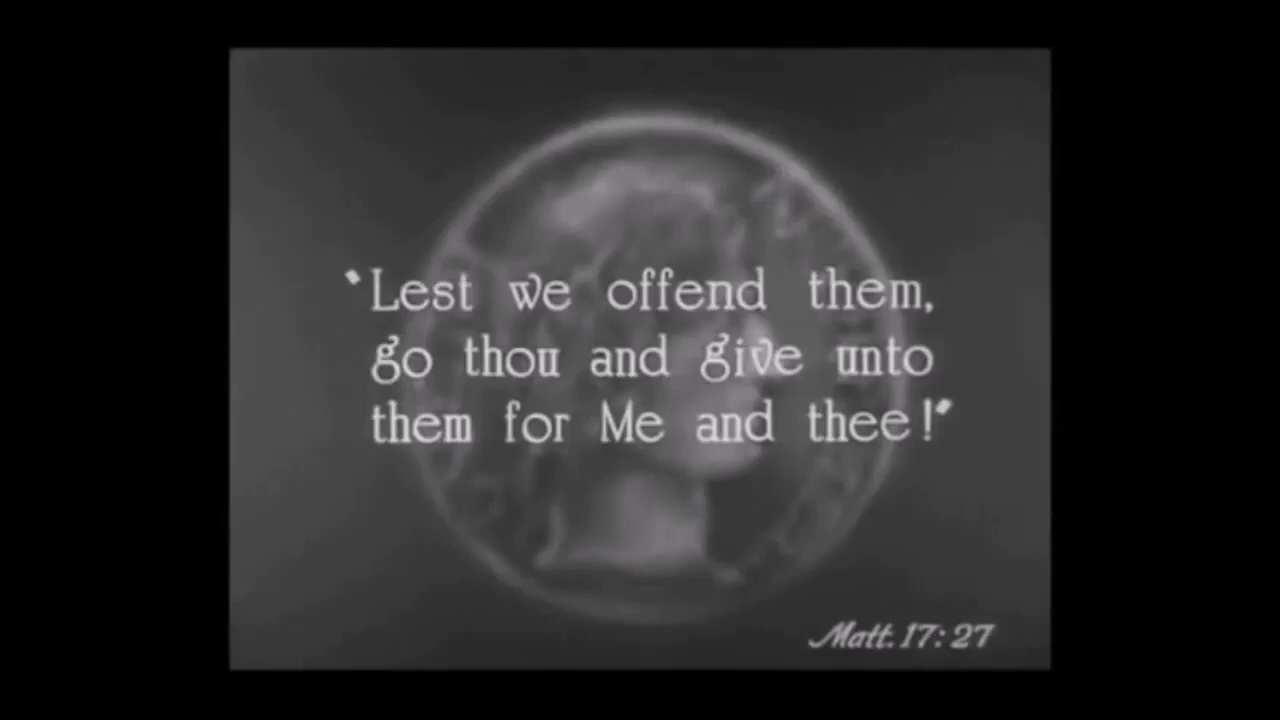 "Lest we offend them,
go thou and give unto
them for Me and thee!"
Matt. 17:27